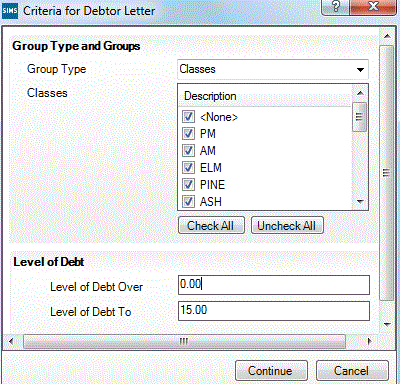 SIMS Criteria for Debtor Letter ? X
Group Type and Groups
Group Type Classes
Classes Description
<None>
PM
AM
ELM
PINE
ASH
Check All Uncheck All
Level of Debt
Level of Debt Over 0.00
Level of Debt To 15.00
Continue Cancel